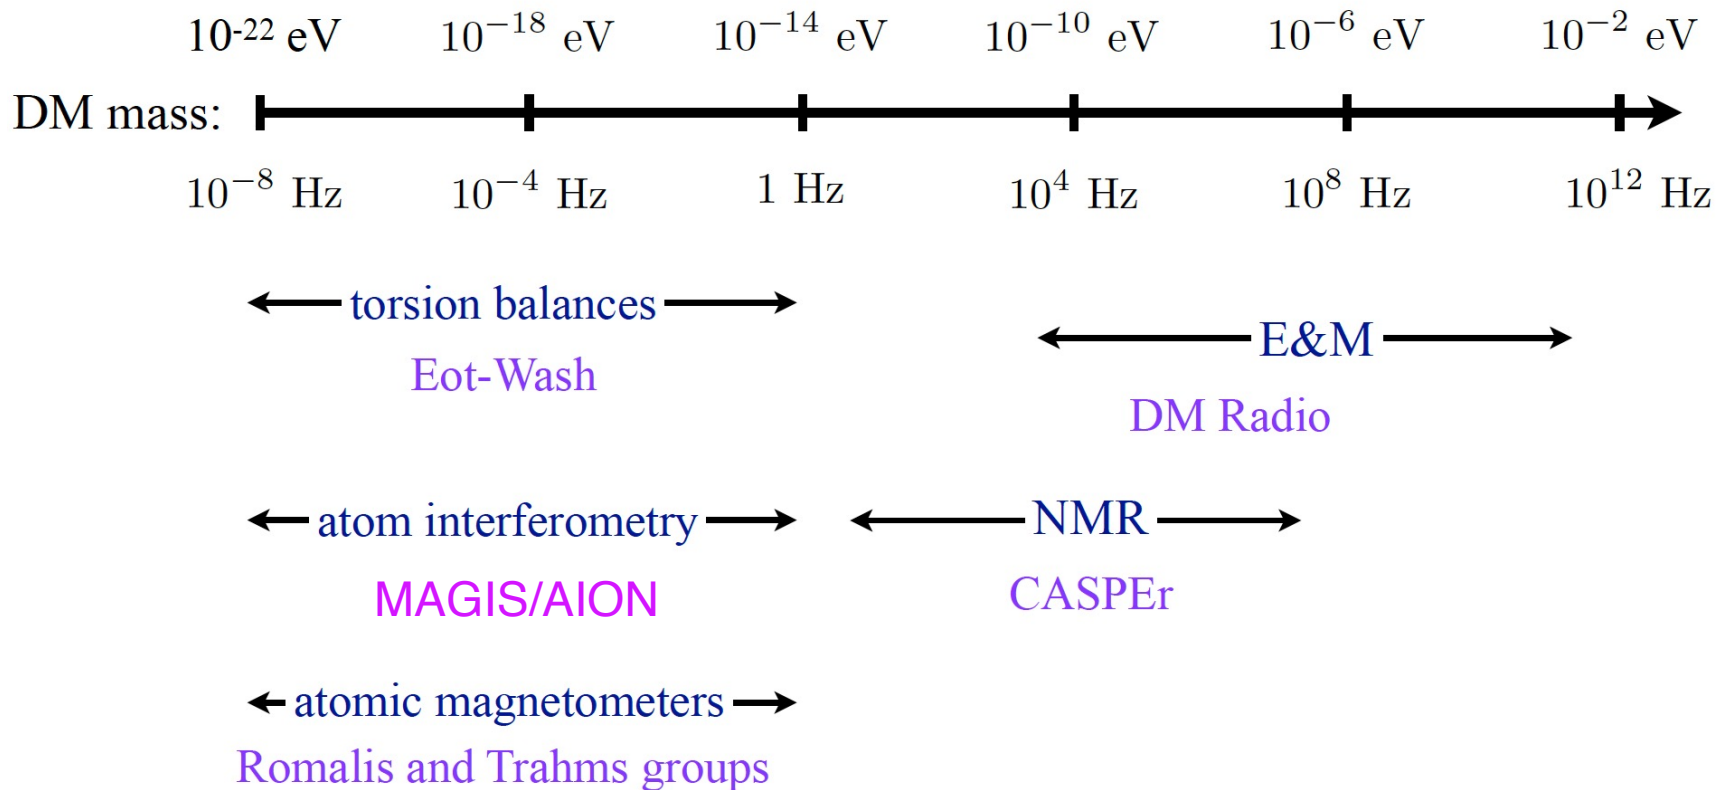 10⁻²² eV 10⁻¹⁸ eV 10⁻¹⁴ eV 10⁻¹⁰ eV 10⁻⁶ eV 10⁻² eV
DM mass:
10⁻⁸ Hz 10⁻⁴ Hz 1 Hz 10⁴ Hz 10⁸ Hz 10¹² Hz
torsion balances
Eot-Wash
E&M
DM Radio
atom interferometry
MAGIS/AION
NMR
CASPEr
atomic magnetometers
Romalis and Trahms groups